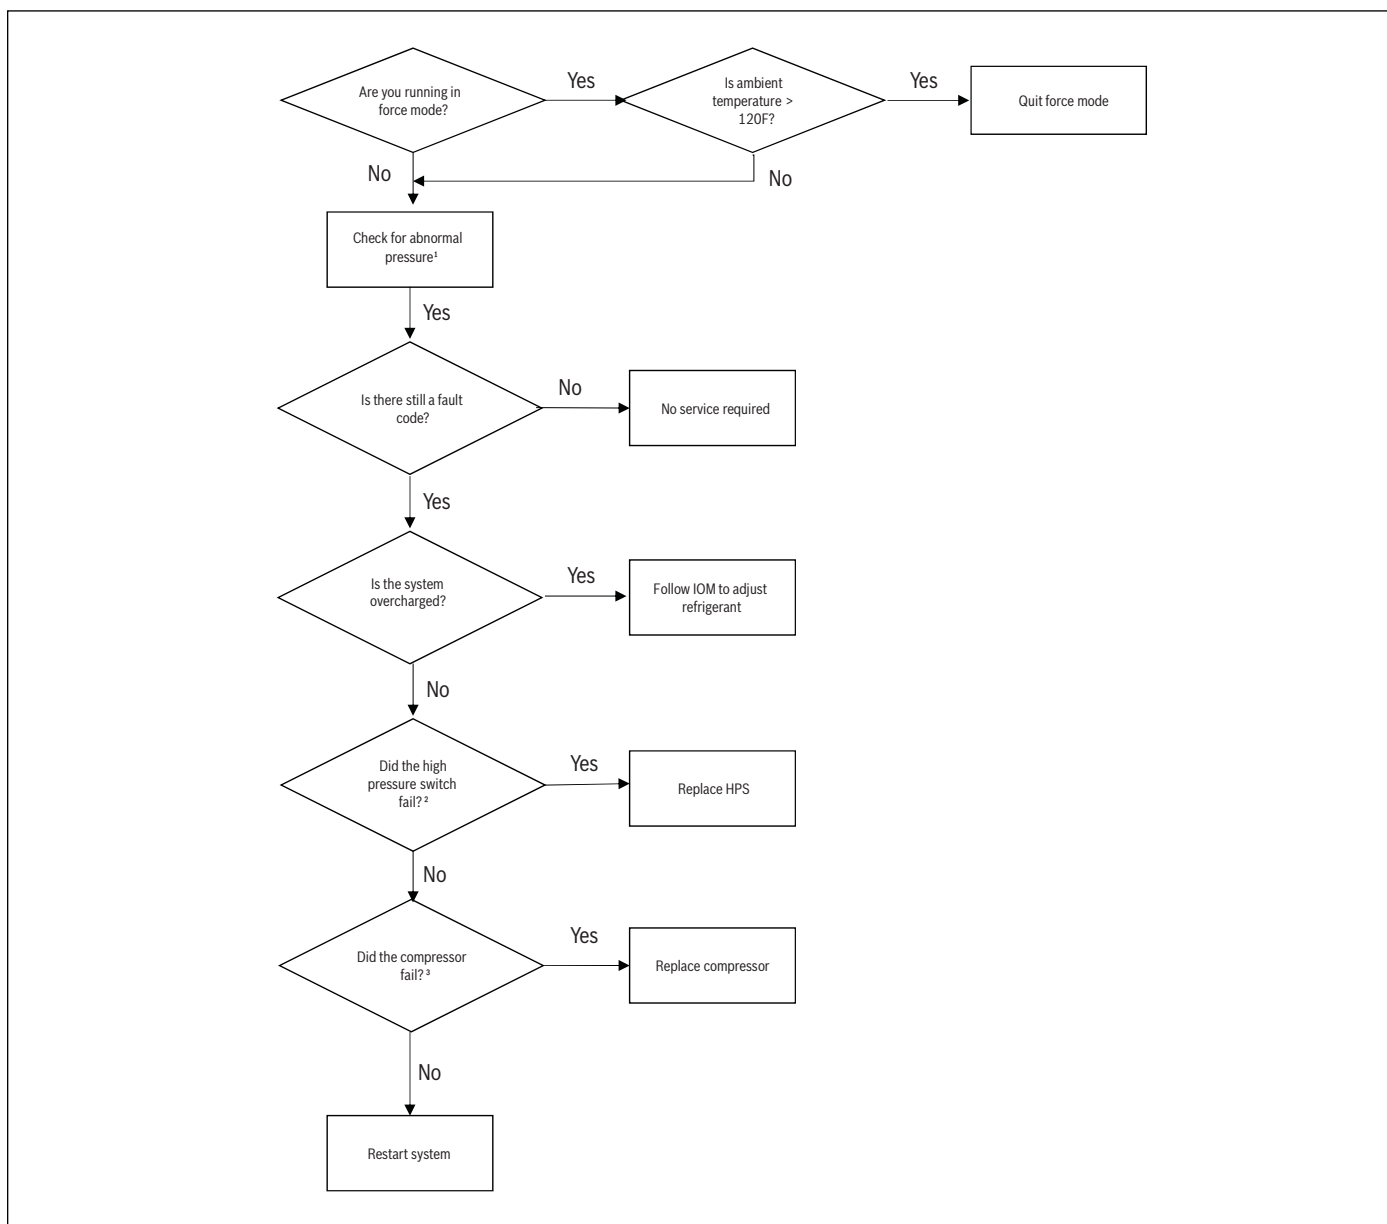 Are you running in
force mode?
Yes
Is ambient
temperature >
120F?
Yes
Quit force mode
No
No
Check for abnormal
pressure¹
Yes
Is there still a fault
code?
No
No service required
Yes
Is the system
overcharged?
Yes
Follow IOM to adjust
refrigerant
No
Did the high
pressure switch
fail? ²
Yes
Replace HPS
No
Did the compressor
fail? ³
Yes
Replace compressor
No
Restart system